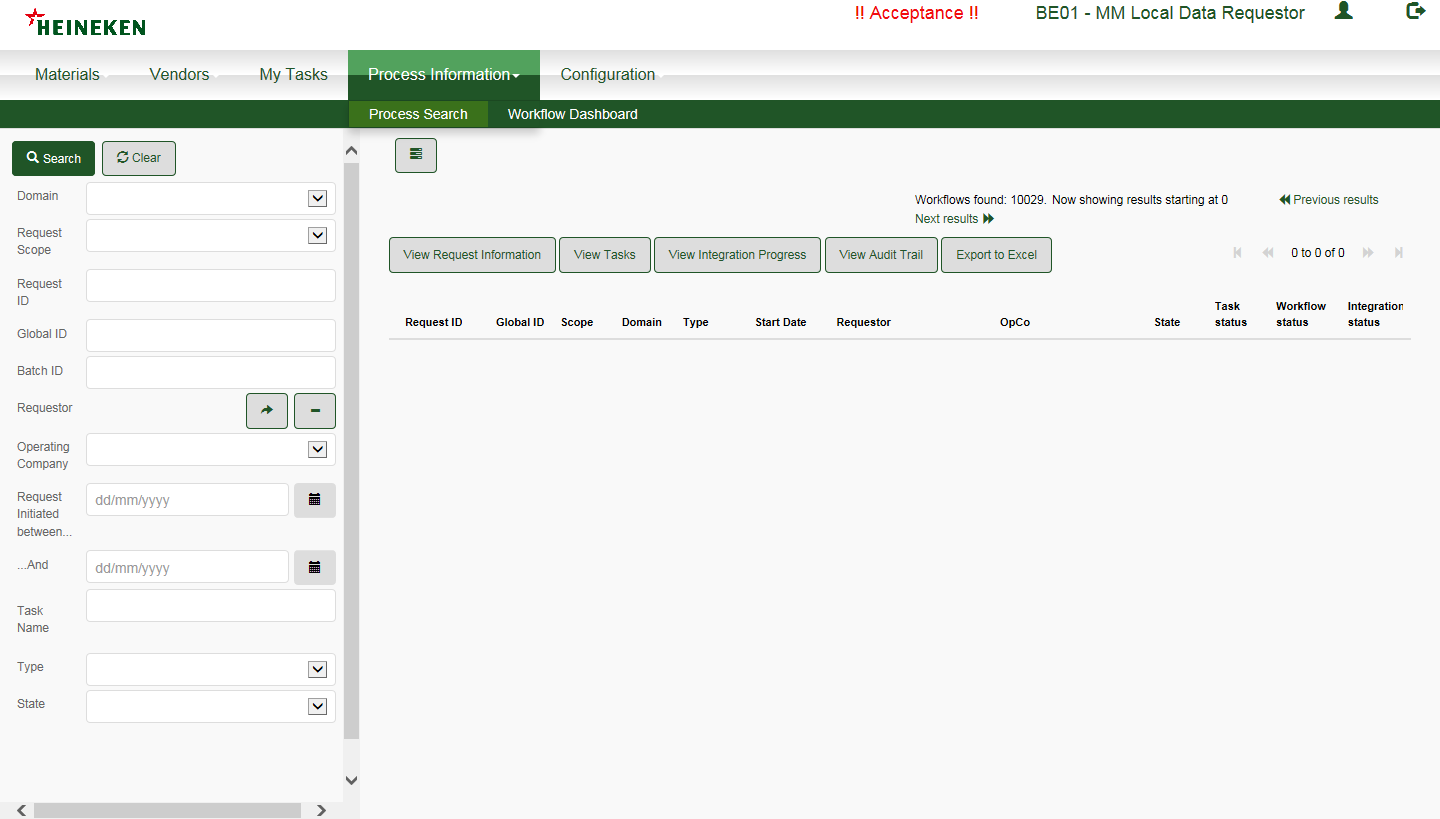 HEINEKEN
!! Acceptance !!
BE01 - MM Local Data Requestor
Materials
Vendors
My Tasks
Process Information
Configuration
Process Search
Workflow Dashboard
Search
Clear
Domain
Request
Scope
Request
ID
Global ID
Batch ID
Requestor
Operating
Company
Request
Initiated
between...
dd/mm/yyyy
...And
dd/mm/yyyy
Task
Name
Type
State
Workflows found: 10029. Now showing results starting at 0
Previous results
Next results
View Request Information
View Tasks
View Integration Progress
View Audit Trail
Export to Excel
0 to 0 of 0
Request ID
Global ID
Scope
Domain
Type
Start Date
Requestor
OpCo
State
Task
status
Workflow
status
Integration
status